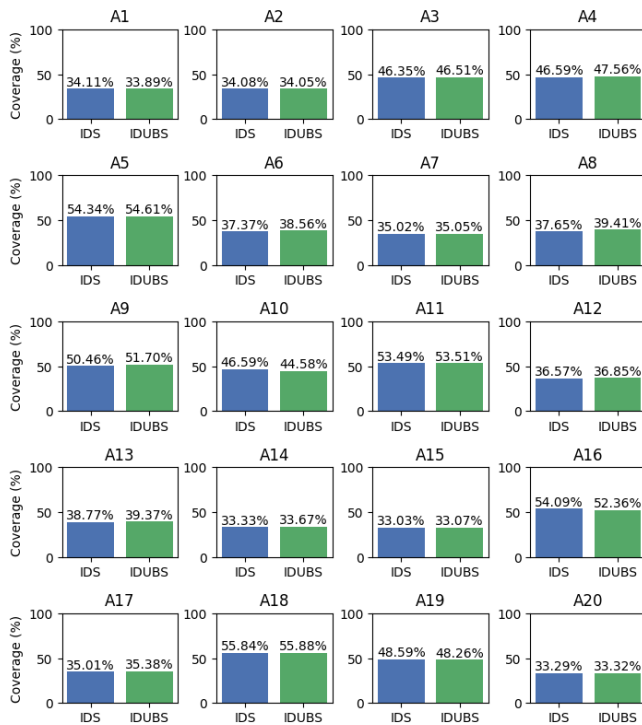 A1 A2 A3 A4
Coverage (%)
100 100 100 100
50 50 50 50
0 0 0 0
34.11% 33.89% 34.08% 34.05% 46.35% 46.51% 46.59% 47.56%
IDS IDUBS IDS IDUBS IDS IDUBS IDS IDUBS
A5 A6 A7 A8
Coverage (%)
100 100 100 100
50 50 50 50
0 0 0 0
54.34% 54.61% 37.37% 38.56% 35.02% 35.05% 37.65% 39.41%
IDS IDUBS IDS IDUBS IDS IDUBS IDS IDUBS
A9 A10 A11 A12
Coverage (%)
100 100 100 100
50 50 50 50
0 0 0 0
50.46% 51.70% 46.59% 44.58% 53.49% 53.51% 36.57% 36.85%
IDS IDUBS IDS IDUBS IDS IDUBS IDS IDUBS
A13 A14 A15 A16
Coverage (%)
100 100 100 100
50 50 50 50
0 0 0 0
38.77% 39.37% 33.33% 33.67% 33.03% 33.07% 54.09% 52.36%
IDS IDUBS IDS IDUBS IDS IDUBS IDS IDUBS
A17 A18 A19 A20
Coverage (%)
100 100 100 100
50 50 50 50
0 0 0 0
35.01% 35.38% 55.84% 55.88% 48.59% 48.26% 33.29% 33.32%
IDS IDUBS IDS IDUBS IDS IDUBS IDS IDUBS